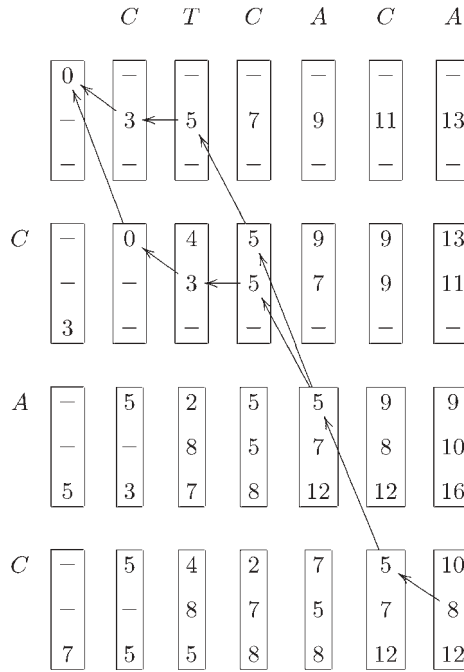 C T C A C A
0 – – – – – –
– 3 5 7 9 11 13
– – – – – – –
C – 0 4 5 9 9 13
– – 3 5 7 9 11
3 – – – – – –
A – 5 2 5 5 9 9
– – 8 5 7 8 10
5 3 7 8 12 12 16
C – 5 4 2 7 5 10
– – 8 7 5 7 8
7 5 5 8 8 12 12